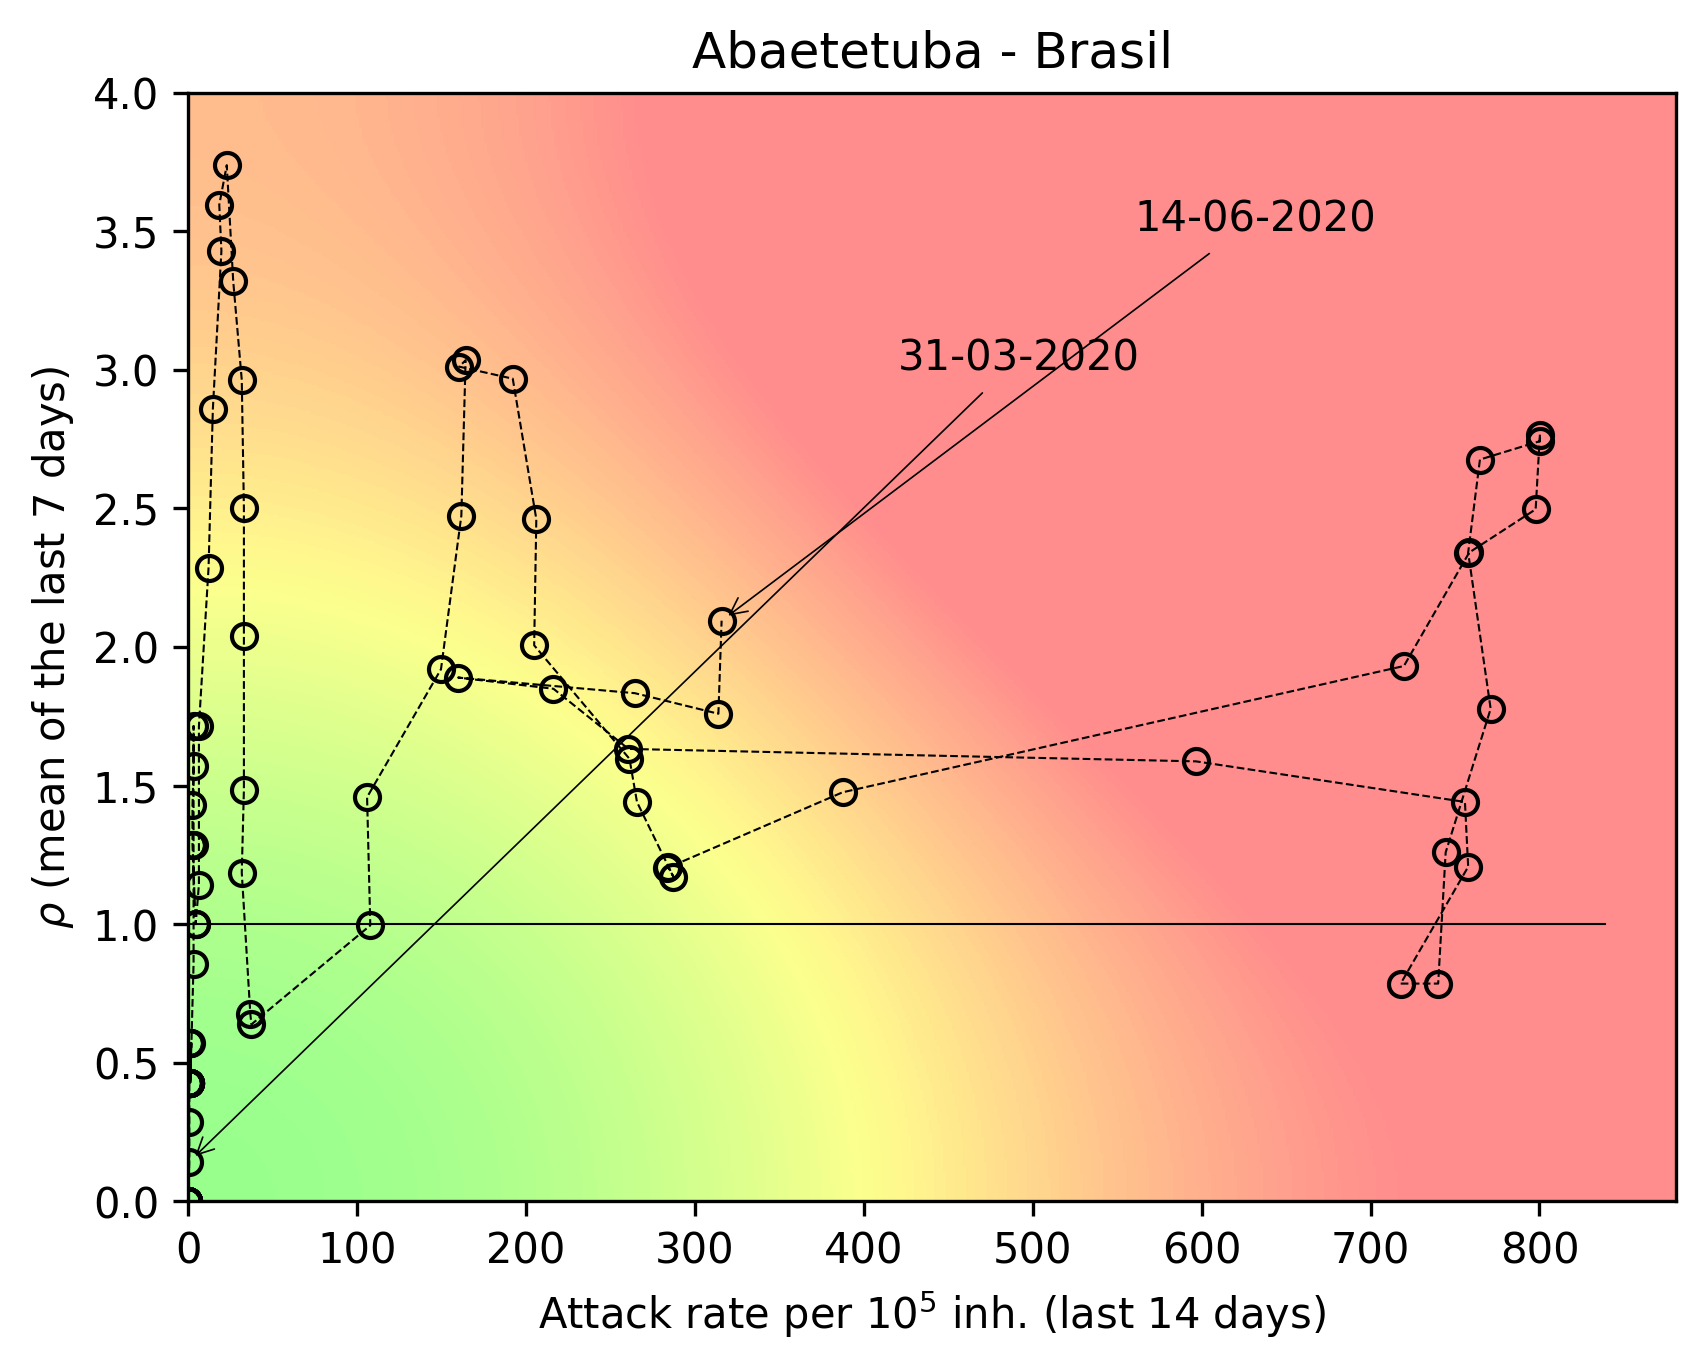 Abaetetuba - Brasil
4.0
3.5
3.0
2.5
2.0
1.5
1.0
0.5
0.0
ρ (mean of the last 7 days)
14-06-2020
31-03-2020
0 100 200 300 400 500 600 700 800
Attack rate per 10⁵ inh. (last 14 days)